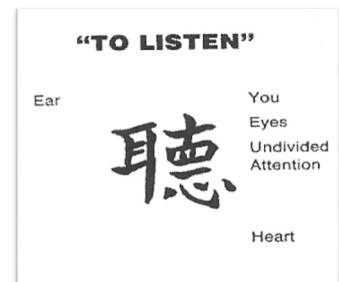 “TO LISTEN”
Ear
聽
You
Eyes
Undivided
Attention
Heart